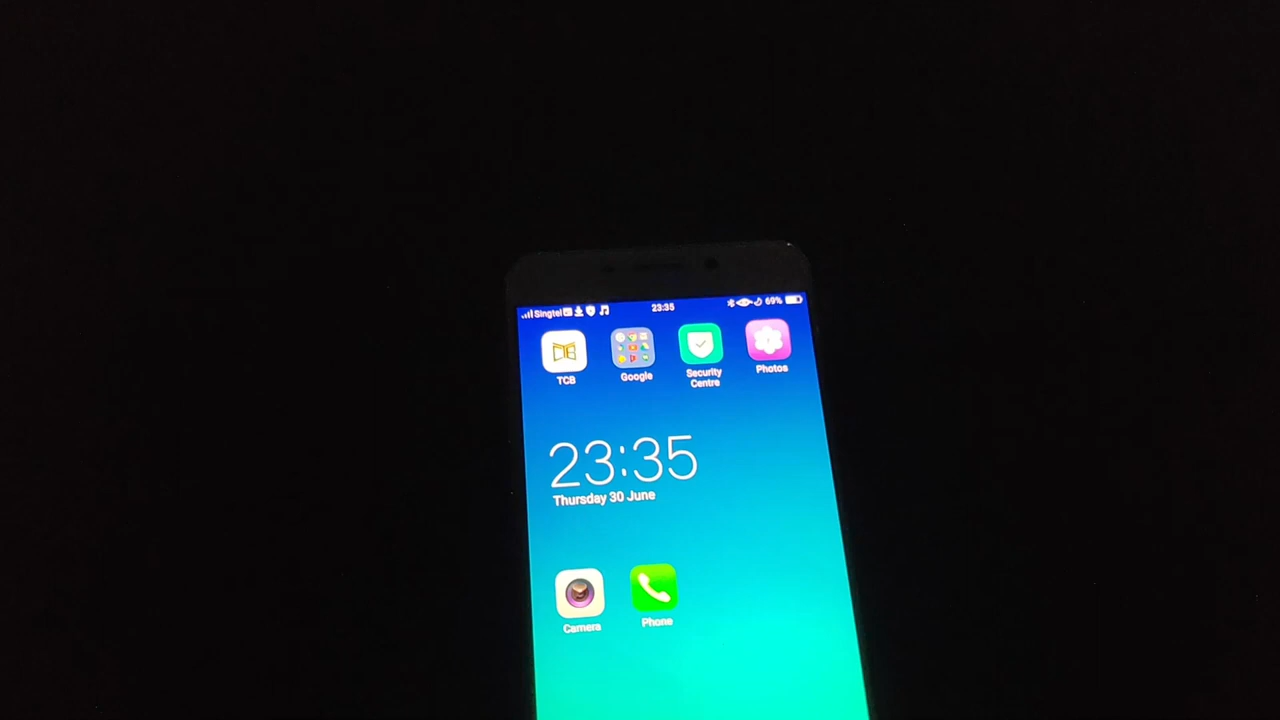 Singtel 23:35 69%
TCB Google Security Centre Photos
23:35
Thursday 30 June
Camera Phone